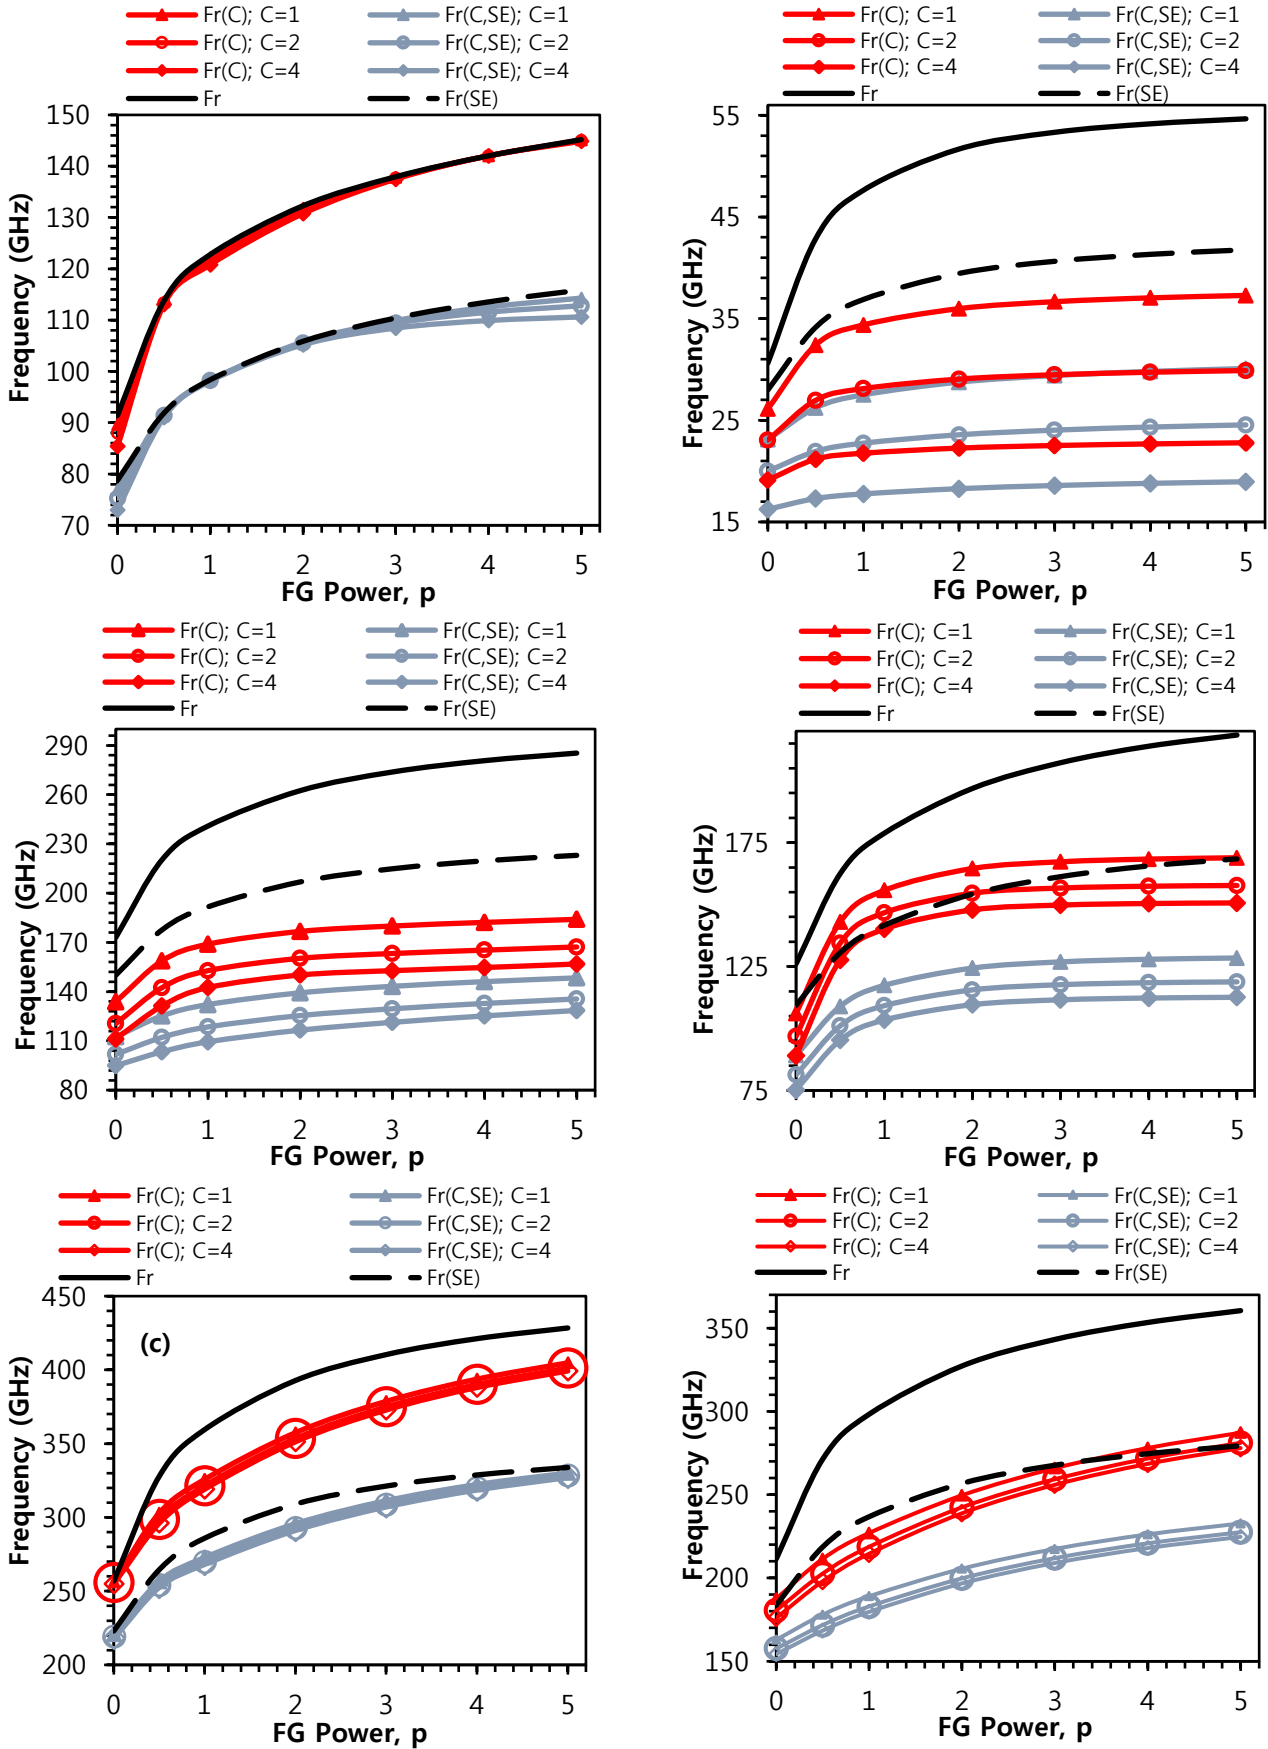 Fr(C); C=1 Fr(C,SE); C=1
Fr(C); C=2 Fr(C,SE); C=2
Fr(C); C=4 Fr(C,SE); C=4
Fr Fr(SE)
150
140
130
120
110
100
90
80
70
Frequency (GHz)
0 1 2 3 4 5
FG Power, p
Fr(C); C=1 Fr(C,SE); C=1
Fr(C); C=2 Fr(C,SE); C=2
Fr(C); C=4 Fr(C,SE); C=4
Fr Fr(SE)
55
45
35
25
15
Frequency (GHz)
0 1 2 3 4 5
FG Power, p
Fr(C); C=1 Fr(C,SE); C=1
Fr(C); C=2 Fr(C,SE); C=2
Fr(C); C=4 Fr(C,SE); C=4
Fr Fr(SE)
290
260
230
200
170
140
110
80
Frequency (GHz)
0 1 2 3 4 5
FG Power, p
Fr(C); C=1 Fr(C,SE); C=1
Fr(C); C=2 Fr(C,SE); C=2
Fr(C); C=4 Fr(C,SE); C=4
Fr Fr(SE)
175
125
75
Frequency (GHz)
0 1 2 3 4 5
FG Power, p
Fr(C); C=1 Fr(C,SE); C=1
Fr(C); C=2 Fr(C,SE); C=2
Fr(C); C=4 Fr(C,SE); C=4
Fr Fr(SE)
450
400
350
300
250
200
Frequency (GHz)
(c)
0 1 2 3 4 5
FG Power, p
Fr(C); C=1 Fr(C,SE); C=1
Fr(C); C=2 Fr(C,SE); C=2
Fr(C); C=4 Fr(C,SE); C=4
Fr Fr(SE)
350
300
250
200
150
Frequency (GHz)
0 1 2 3 4 5
FG Power, p